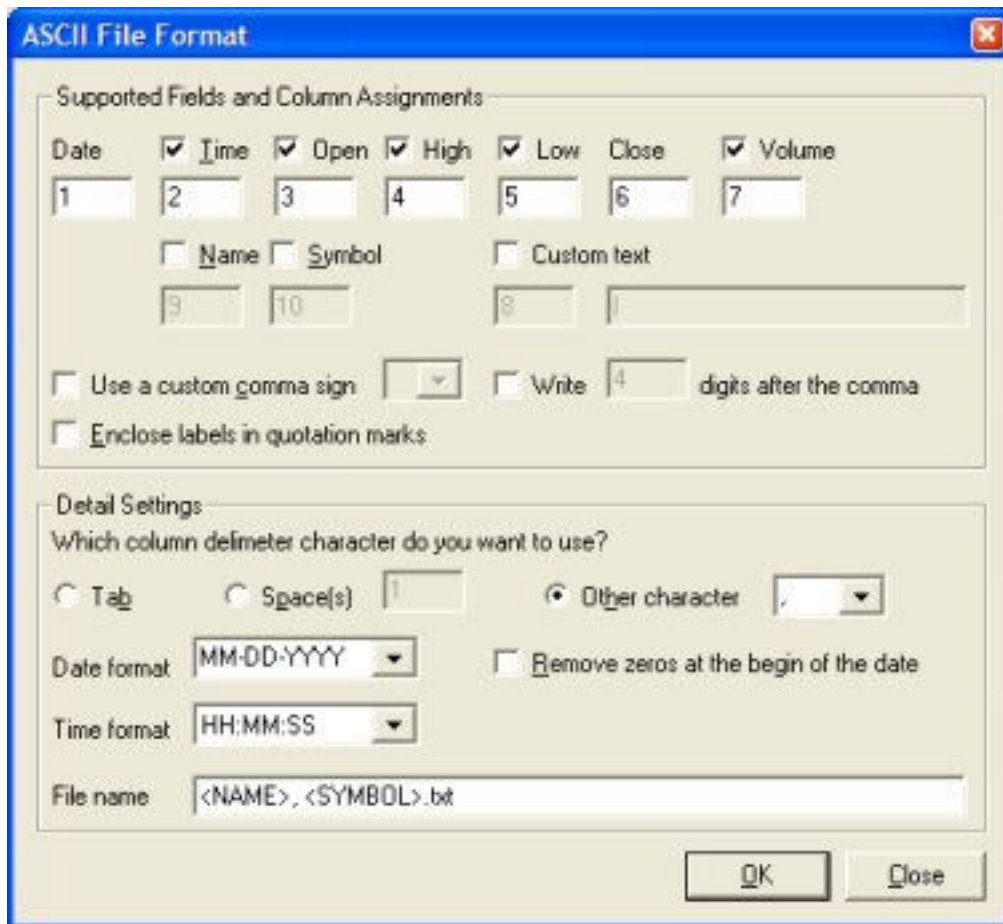 ASCII File Format
Supported Fields and Column Assignments
Date Time Open High Low Close Volume
1 2 3 4 5 6 7
Name Symbol Custom text
9 10 8
Use a custom comma sign Write 4 digits after the comma
Enclose labels in quotation marks
Detail Settings
Which column delimeter character do you want to use?
Tab Space(s) 1 Other character ,
Date format MM-DD-YYYY Remove zeros at the begin of the date
Time format HH:MM:SS
File name <NAME>, <SYMBOL>.txt
OK Close